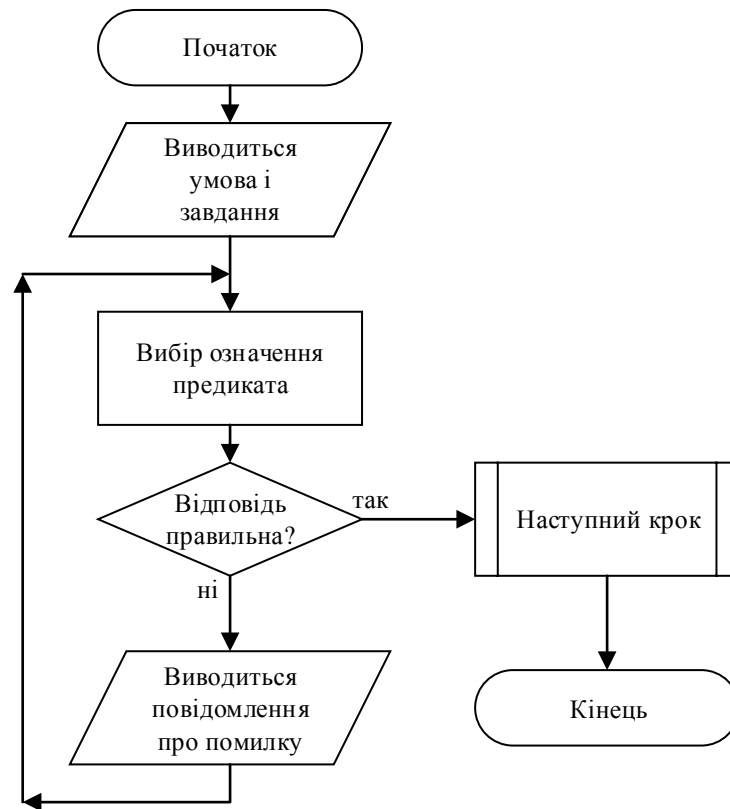 Початок
Виводиться
умова і
завдання
Вибір означення
предиката
Відповідь
правильна?
так
Наступний крок
ні
Виводиться
повідомлення
про помилку
Кінець